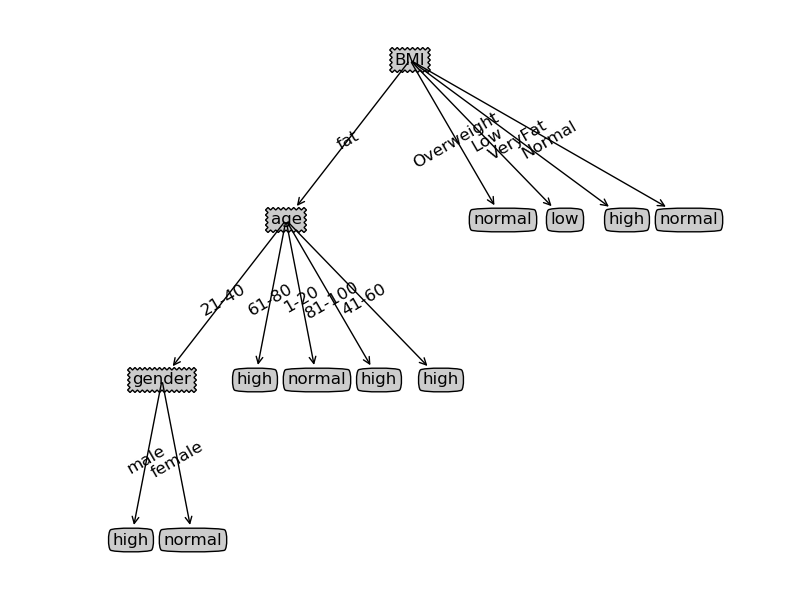 BMI
fat
Overweight
Low
VeryFat
Normal
age
normal
low
high
normal
21-40
61-80
1-20
81-100
41-60
gender
high
normal
high
high
male
female
high
normal